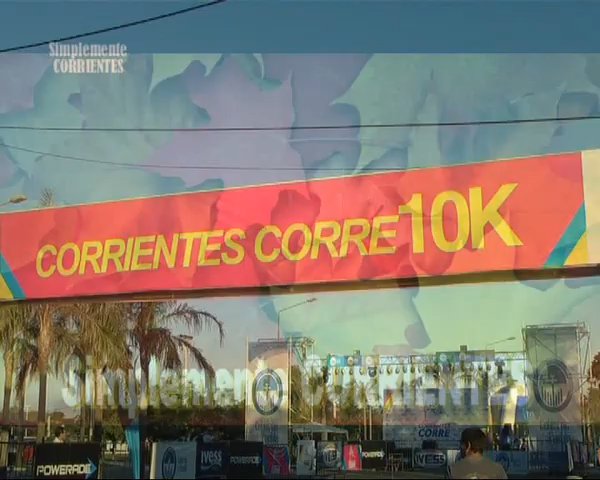 Simplemente
CORRIENTES
CORRIENTES CORRE 10K
Simplemente CORRIENTES
POWERADE
IVESS
POWERADE
CORRE
IVESS